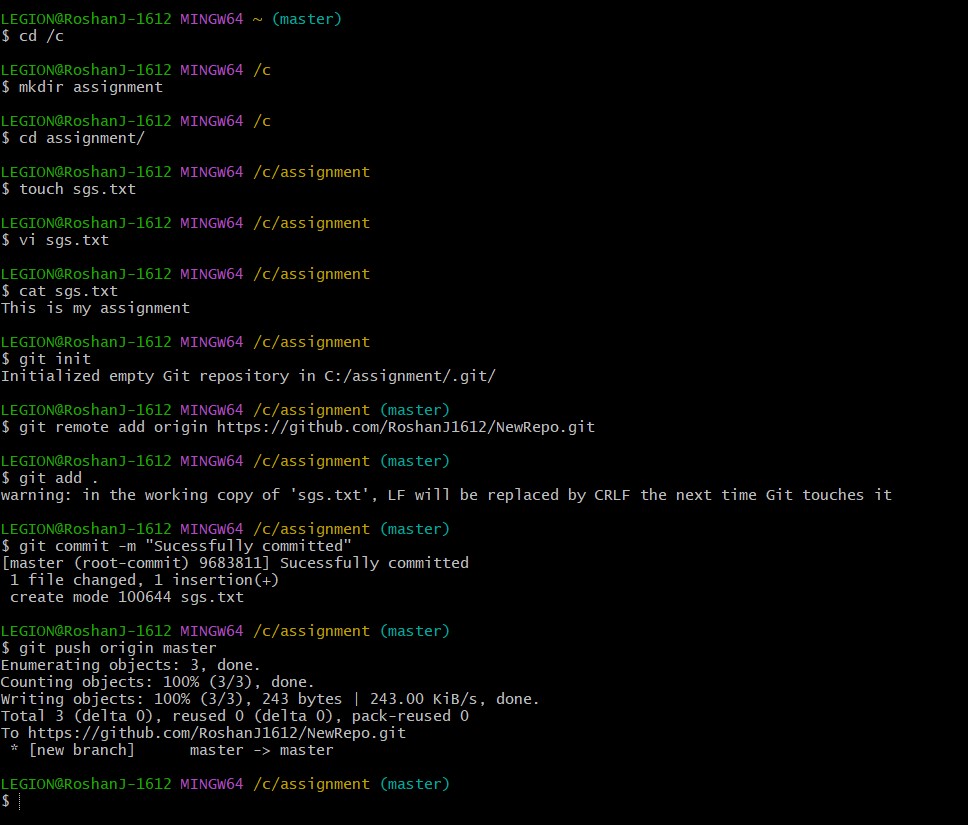 LEGION@RoshanJ-1612 MINGW64 ~ (master)
$ cd /c
LEGION@RoshanJ-1612 MINGW64 /c
$ mkdir assignment
LEGION@RoshanJ-1612 MINGW64 /c
$ cd assignment/
LEGION@RoshanJ-1612 MINGW64 /c/assignment
$ touch sgs.txt
LEGION@RoshanJ-1612 MINGW64 /c/assignment
$ vi sgs.txt
LEGION@RoshanJ-1612 MINGW64 /c/assignment
$ cat sgs.txt
This is my assignment
LEGION@RoshanJ-1612 MINGW64 /c/assignment
$ git init
Initialized empty Git repository in C:/assignment/.git/
LEGION@RoshanJ-1612 MINGW64 /c/assignment (master)
$ git remote add origin https://github.com/RoshanJ1612/NewRepo.git
LEGION@RoshanJ-1612 MINGW64 /c/assignment (master)
$ git add .
warning: in the working copy of 'sgs.txt', LF will be replaced by CRLF the next time Git touches it
LEGION@RoshanJ-1612 MINGW64 /c/assignment (master)
$ git commit -m "Sucessfully committed"
[master (root-commit) 9683811] Sucessfully committed
 1 file changed, 1 insertion(+)
 create mode 100644 sgs.txt
LEGION@RoshanJ-1612 MINGW64 /c/assignment (master)
$ git push origin master
Enumerating objects: 3, done.
Counting objects: 100% (3/3), done.
Writing objects: 100% (3/3), 243 bytes | 243.00 KiB/s, done.
Total 3 (delta 0), reused 0 (delta 0), pack-reused 0
To https://github.com/RoshanJ1612/NewRepo.git
 * [new branch]      master -> master
LEGION@RoshanJ-1612 MINGW64 /c/assignment (master)
$